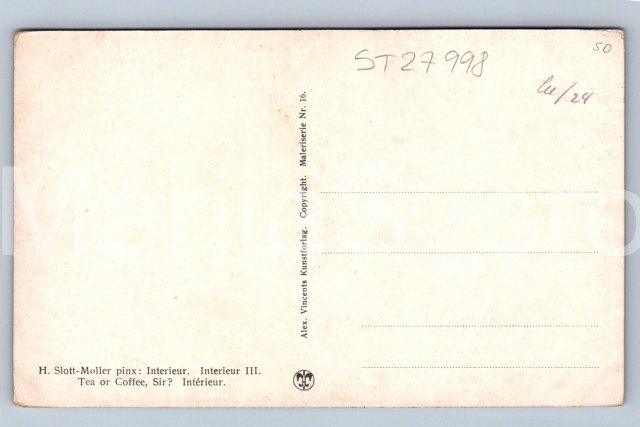 50
ST27998
Alex. Vincents Kunstforlag. Copyright. Maleriserie Nr. 16.
H. Slott-Møller pinx: Interieur. Interieur III.
Tea or Coffee, Sir? Intérieur.